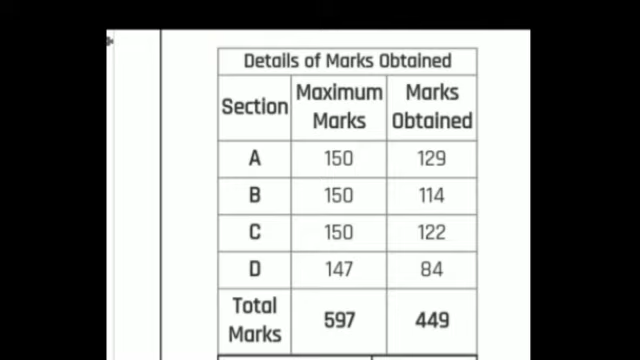 Details of Marks Obtained
Section Maximum Marks Marks Obtained
A 150 129
B 150 114
C 150 122
D 147 84
Total Marks 597 449